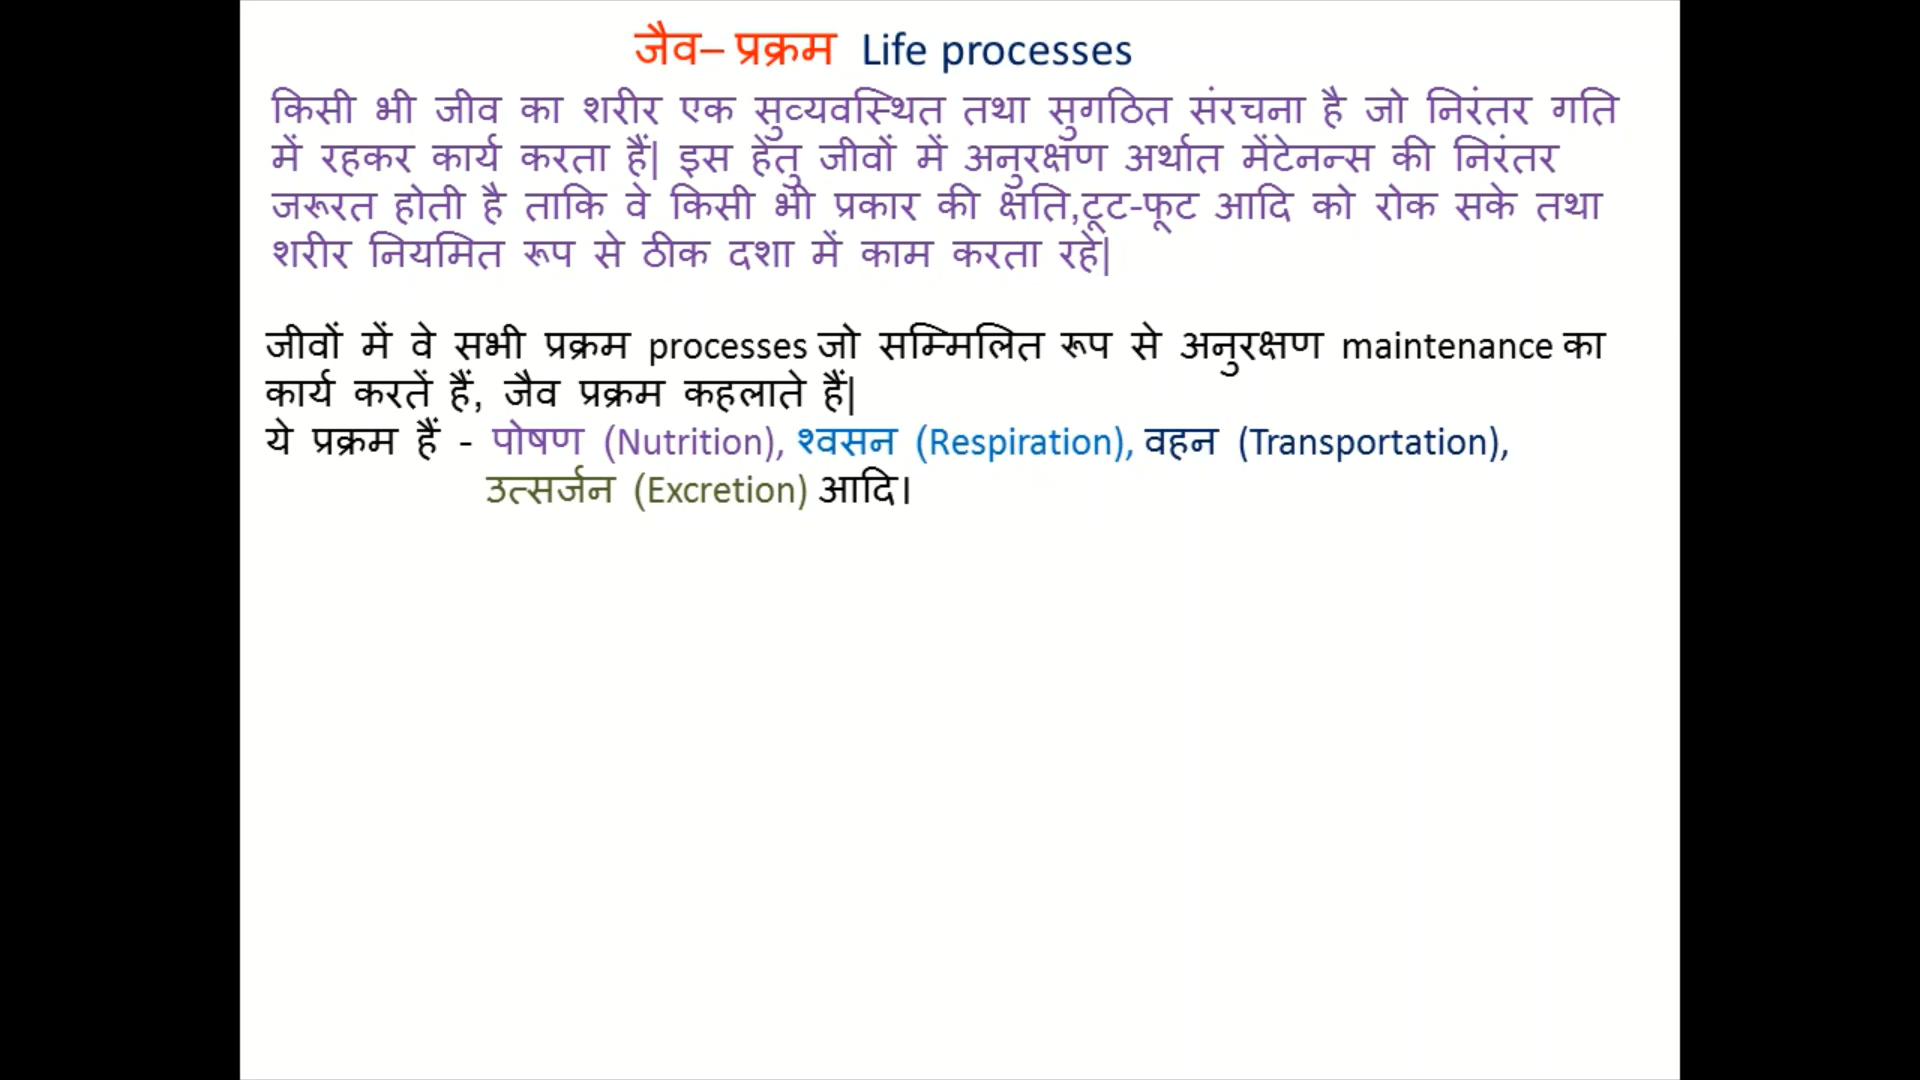 जैव– प्रक्रम Life processes
किसी भी जीव का शरीर एक सुव्यवस्थित तथा सुगठित संरचना है जो निरंतर गति
में रहकर कार्य करता हैं| इस हेतु जीवों में अनुरक्षण अर्थात मेंटेनन्स की निरंतर
जरूरत होती है ताकि वे किसी भी प्रकार की क्षति,टूट-फूट आदि को रोक सके तथा
शरीर नियमित रूप से ठीक दशा में काम करता रहे|
जीवों में वे सभी प्रक्रम processes जो सम्मिलित रूप से अनुरक्षण maintenance का
कार्य करतें हैं, जैव प्रक्रम कहलाते हैं|
ये प्रक्रम हैं - पोषण (Nutrition), श्वसन (Respiration), वहन (Transportation),
उत्सर्जन (Excretion) आदि।